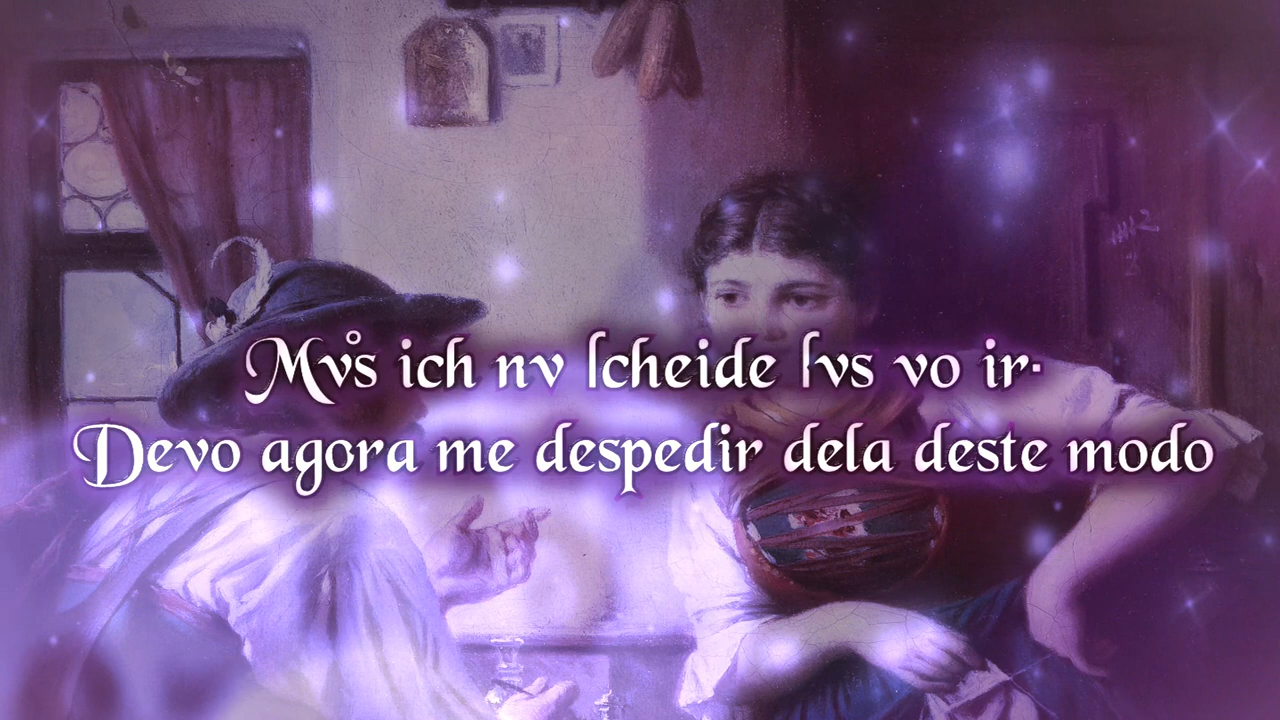 Mv̊s ich nv ſcheide ſvs vo ir·
Devo agora me despedir dela deste modo